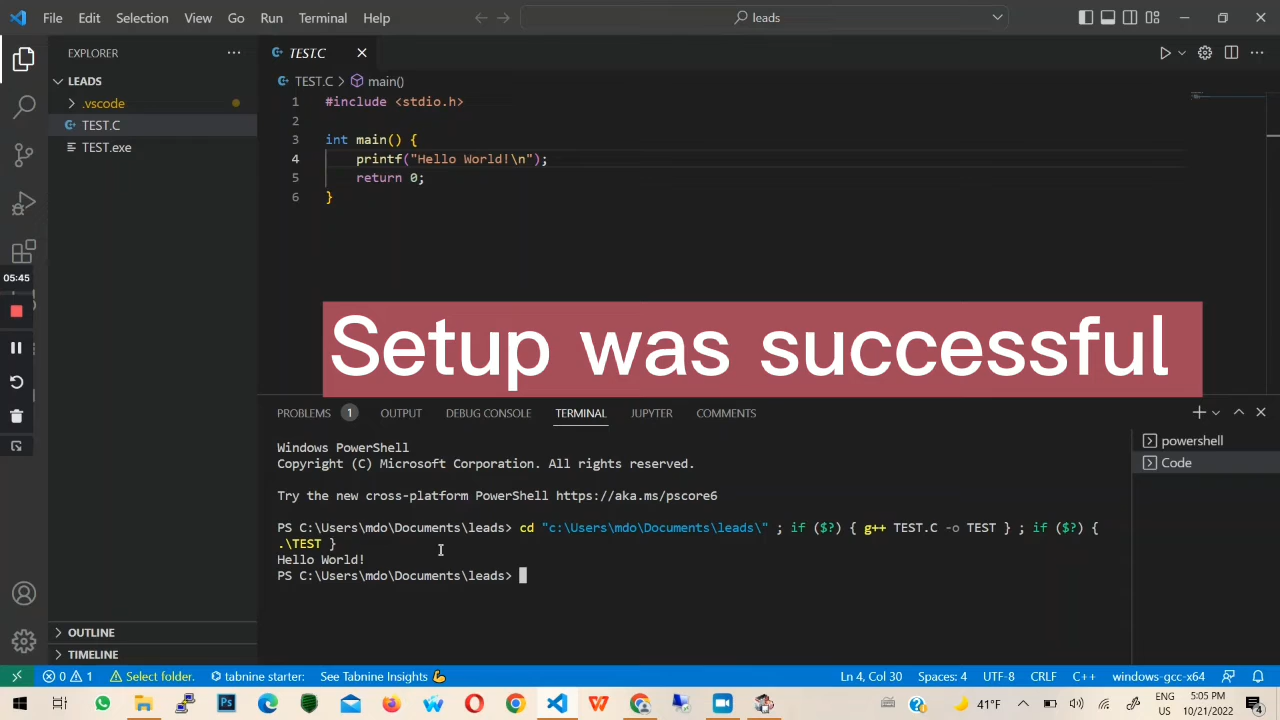 File Edit Selection View Go Run Terminal Help
leads
EXPLORER
LEADS
.vscode
TEST.C
TEST.exe
TEST.C
TEST.C > main()
1 #include <stdio.h>
2
3 int main() {
4 printf("Hello World!\n");
5 return 0;
6 }
05:45
Setup was successful
PROBLEMS 1 OUTPUT DEBUG CONSOLE TERMINAL JUPYTER COMMENTS
powershell
Code
Windows PowerShell
Copyright (C) Microsoft Corporation. All rights reserved.
Try the new cross-platform PowerShell https://aka.ms/pscore6
PS C:\Users\mdo\Documents\leads> cd "c:\Users\mdo\Documents\leads\" ; if ($?) { g++ TEST.C -o TEST } ; if ($?) {
.\TEST }
Hello World!
PS C:\Users\mdo\Documents\leads>
OUTLINE
TIMELINE
0 1 Select folder. tabnine starter: See Tabnine Insights Ln 4, Col 30 Spaces: 4 UTF-8 CRLF C++ windows-gcc-x64
41°F ENG 5:05 PM
US 10/21/2022 4